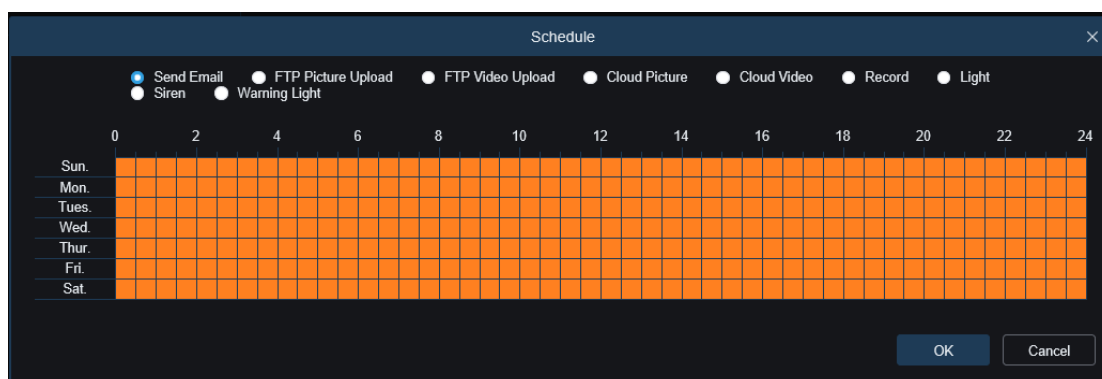 Schedule
Send Email FTP Picture Upload FTP Video Upload Cloud Picture Cloud Video Record Light
Siren Warning Light
0 2 4 6 8 10 12 14 16 18 20 22 24
Sun.
Mon.
Tues.
Wed.
Thur.
Fri.
Sat.
OK Cancel